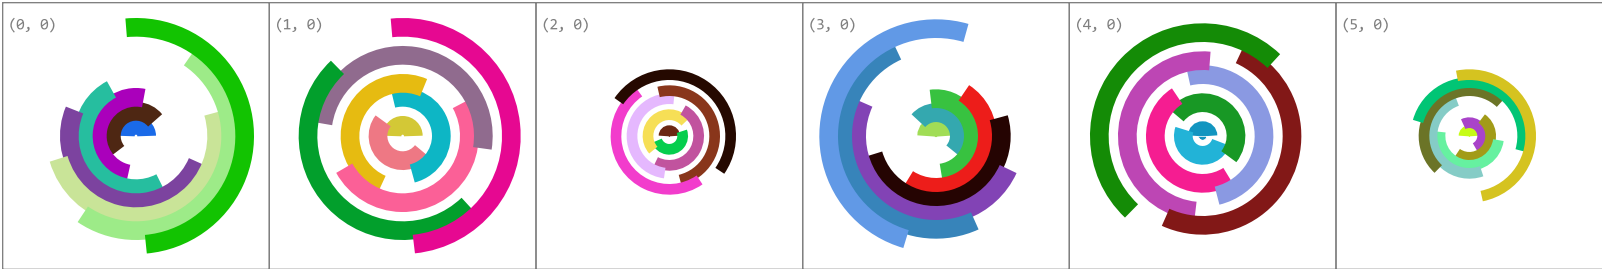 (0, 0) (1, 0) (2, 0) (3, 0) (4, 0) (5, 0)